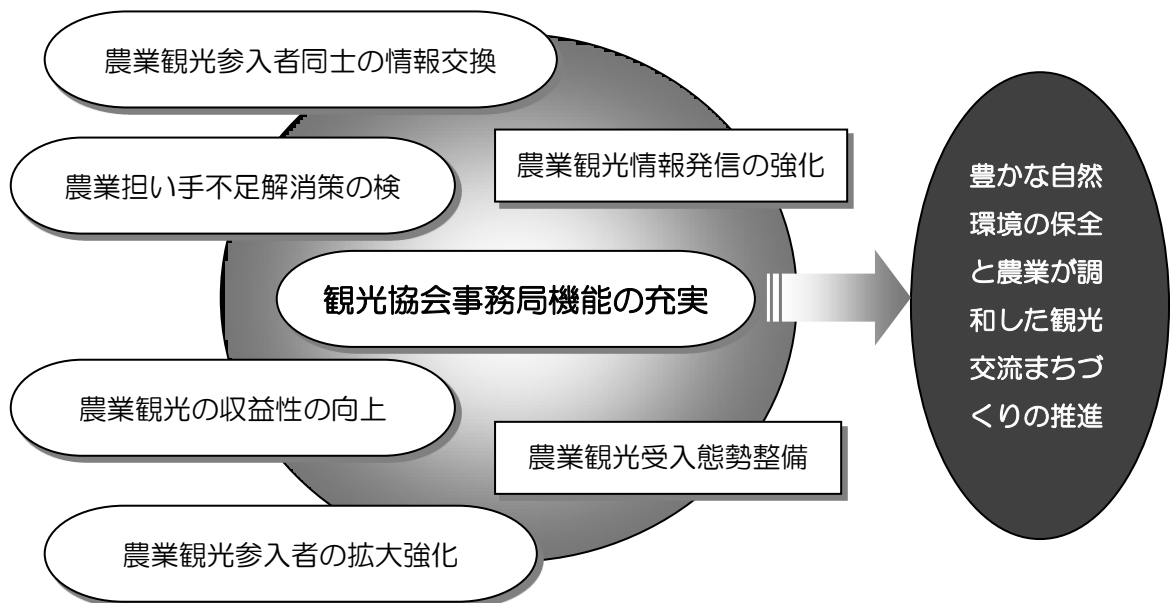 農業観光参入者同士の情報交換
農業観光情報発信の強化
農業担い手不足解消策の検
観光協会事務局機能の充実
農業観光の収益性の向上
農業観光受入態勢整備
農業観光参入者の拡大強化
豊かな自然
環境の保全
と農業が調
和した観光
交流まちづ
くりの推進